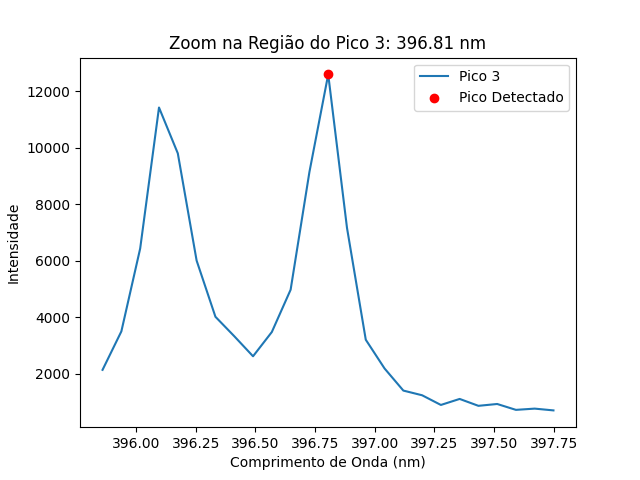 Zoom na Região do Pico 3: 396.81 nm
Pico 3
Pico Detectado
Intensidade
12000
10000
8000
6000
4000
2000
396.00 396.25 396.50 396.75 397.00 397.25 397.50 397.75
Comprimento de Onda (nm)